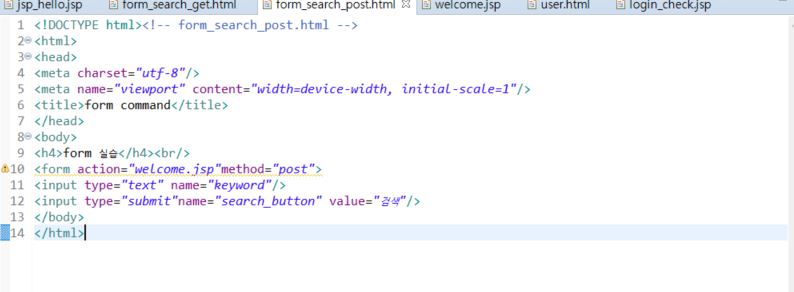 jsp_hello.jsp form_search_get.html form_search_post.html welcome.jsp user.html login_check.jsp
1 <!DOCTYPE html><!-- form_search_post.html -->
2 <html>
3 <head>
4 <meta charset="utf-8"/>
5 <meta name="viewport" content="width=device-width, initial-scale=1"/>
6 <title>form command</title>
7 </head>
8 <body>
9 <h4>form 실습</h4><br/>
10 <form action="welcome.jsp"method="post">
11 <input type="text" name="keyword"/>
12 <input type="submit"name="search_button" value="검색"/>
13 </body>
14 </html>